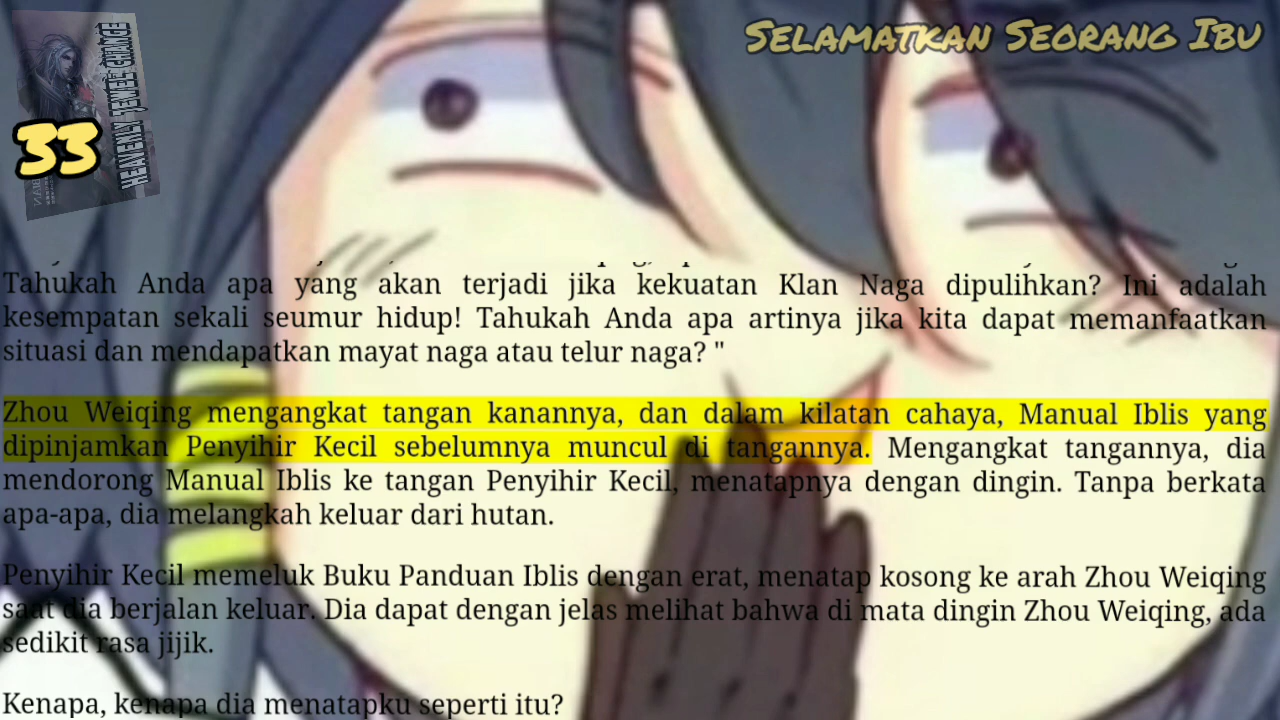 Selamatkan Seorang Ibu
HEAVENLY JEWEL CHANGE
33
Tahukah Anda apa yang akan terjadi jika kekuatan Klan Naga dipulihkan? Ini adalah
kesempatan sekali seumur hidup! Tahukah Anda apa artinya jika kita dapat memanfaatkan
situasi dan mendapatkan mayat naga atau telur naga? "
Zhou Weiqing mengangkat tangan kanannya, dan dalam kilatan cahaya, Manual Iblis yang
dipinjamkan Penyihir Kecil sebelumnya muncul di tangannya. Mengangkat tangannya, dia
mendorong Manual Iblis ke tangan Penyihir Kecil, menatapnya dengan dingin. Tanpa berkata
apa-apa, dia melangkah keluar dari hutan.
Penyihir Kecil memeluk Buku Panduan Iblis dengan erat, menatap kosong ke arah Zhou Weiqing
saat dia berjalan keluar. Dia dapat dengan jelas melihat bahwa di mata dingin Zhou Weiqing, ada
sedikit rasa jijik.
Kenapa, kenapa dia menatapku seperti itu?